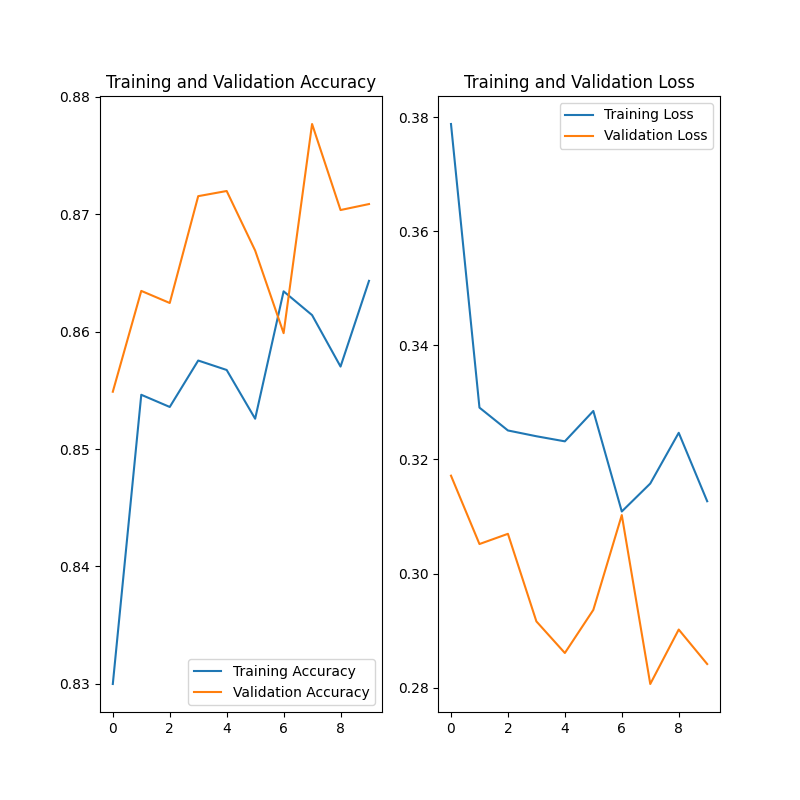 Training and Validation Accuracy
0.88
0.87
0.86
0.85
0.84
0.83
0 2 4 6 8
Training Accuracy
Validation Accuracy
Training and Validation Loss
0.38
0.36
0.34
0.32
0.30
0.28
0 2 4 6 8
Training Loss
Validation Loss